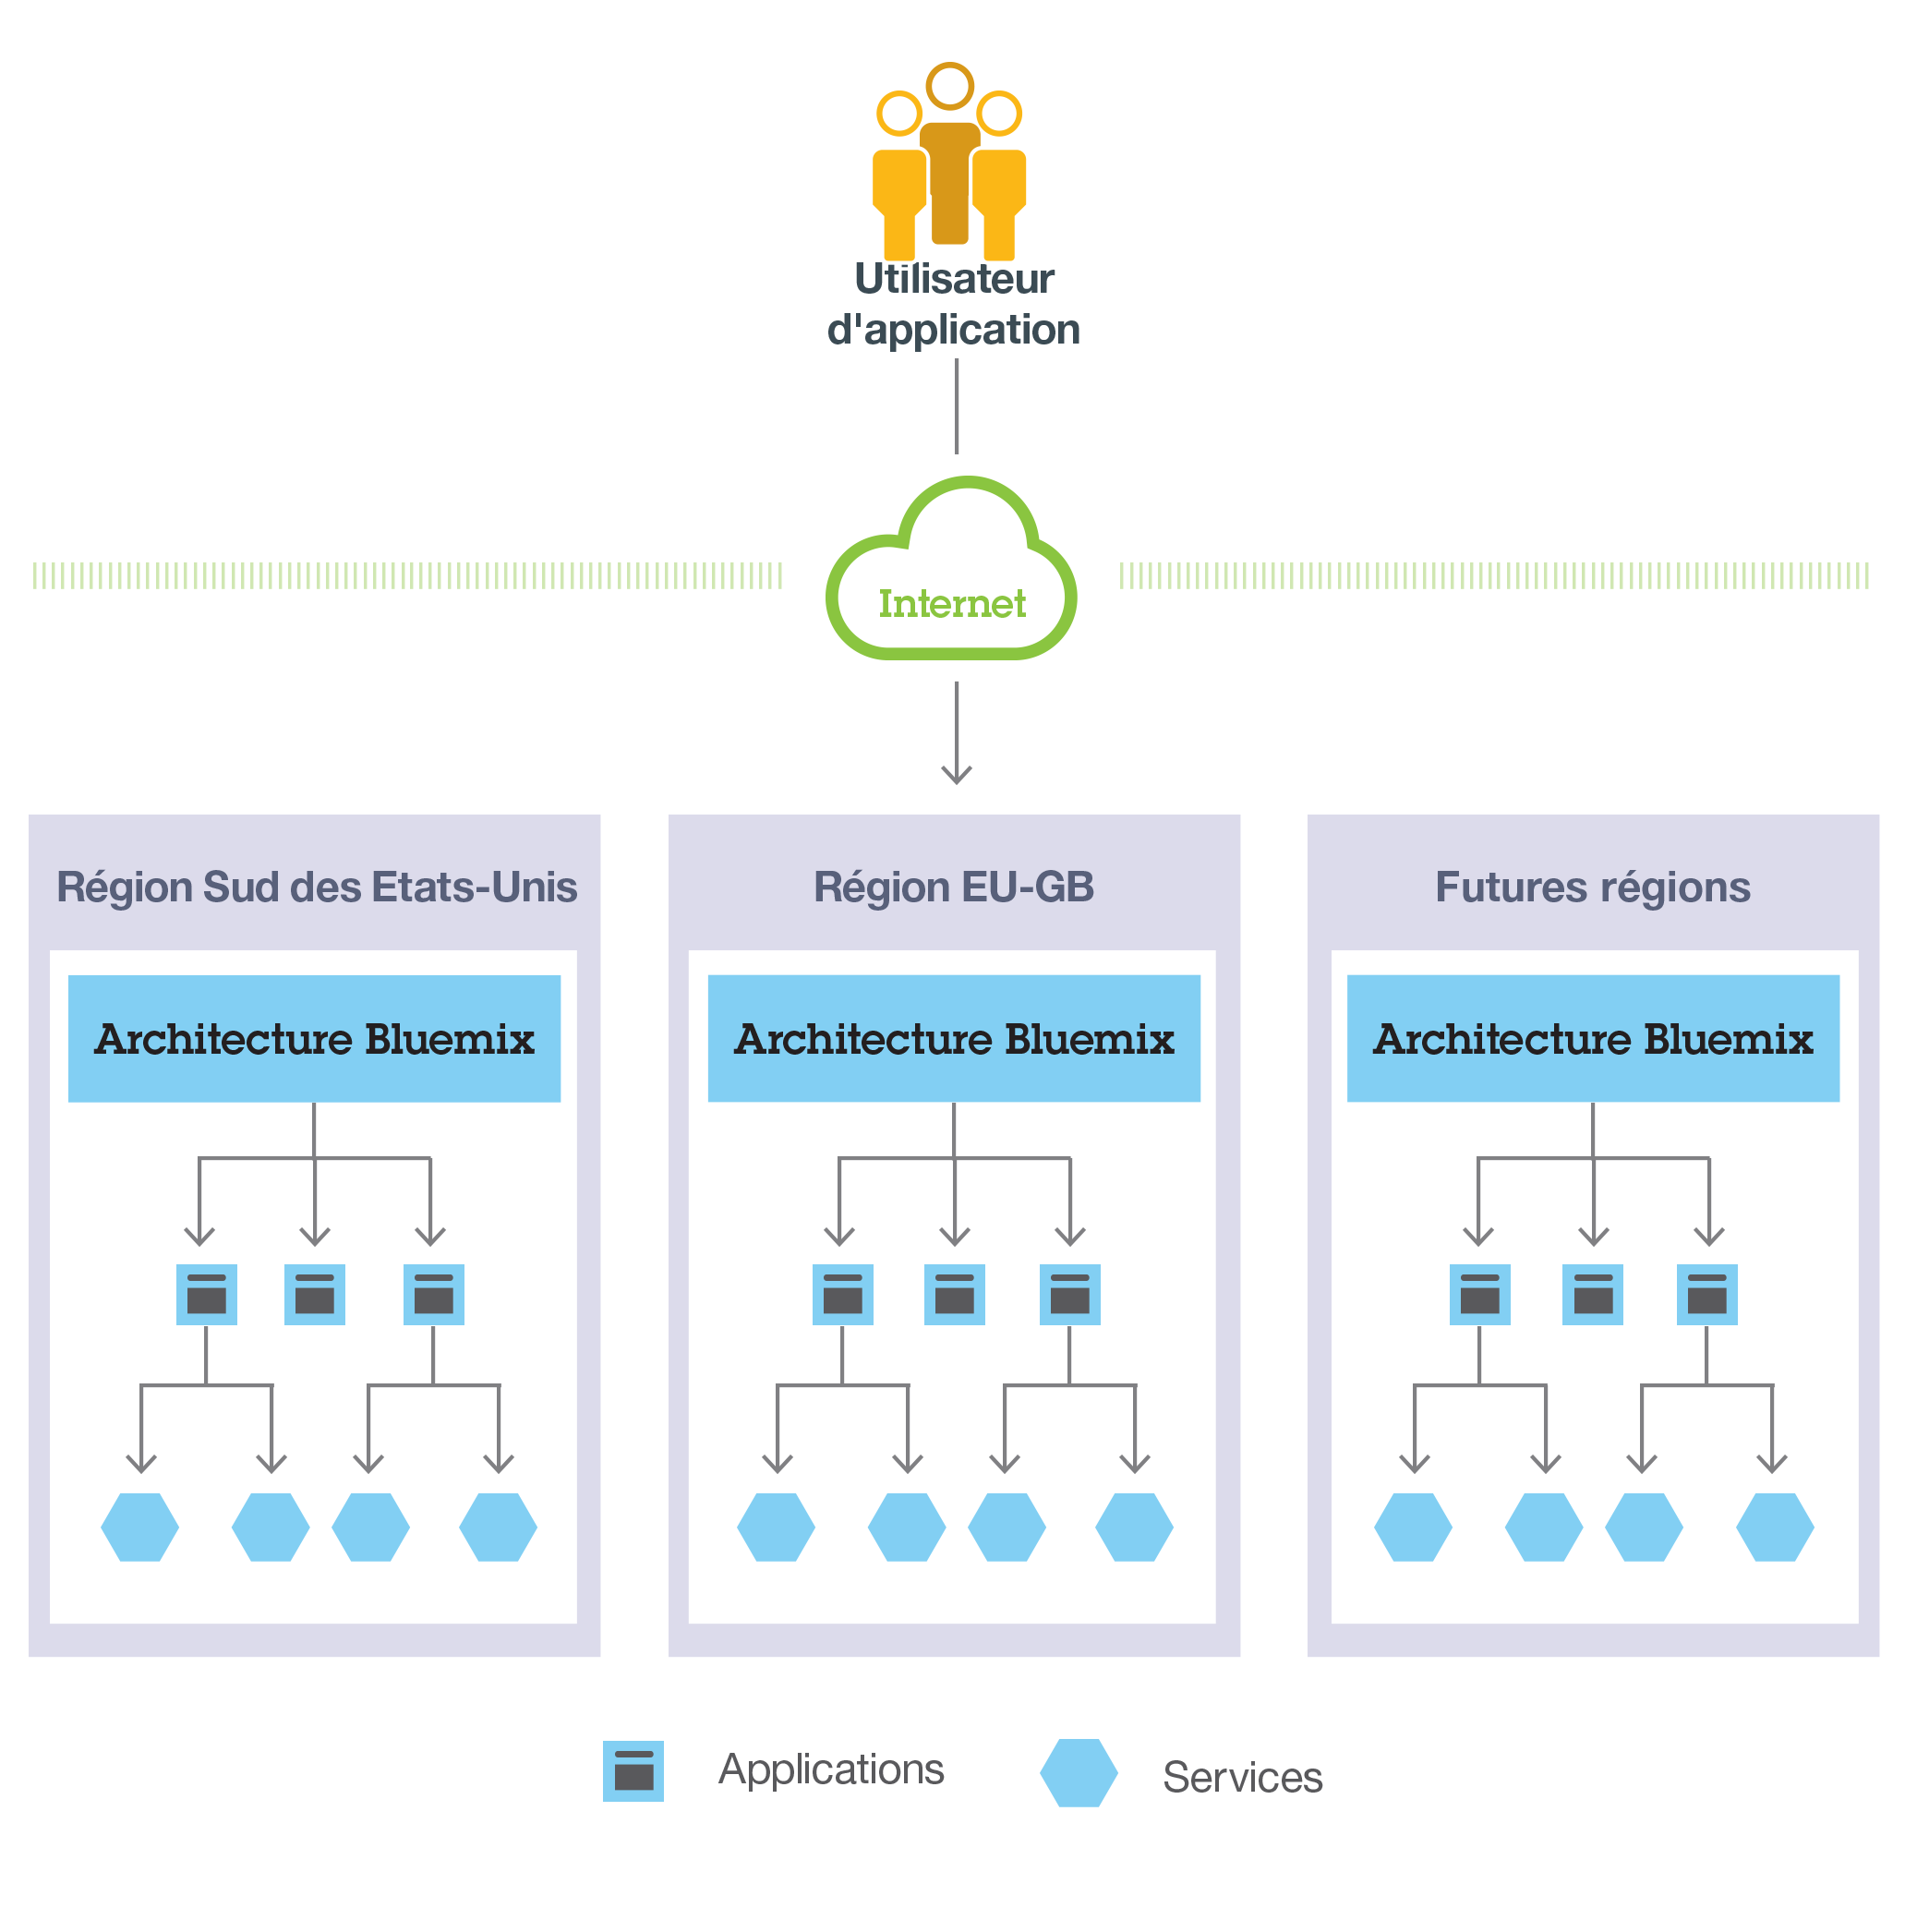 Utilisateur
d'application
Internet
Région Sud des Etats-Unis
Région EU-GB
Futures régions
Architecture Bluemix
Architecture Bluemix
Architecture Bluemix
Applications
Services